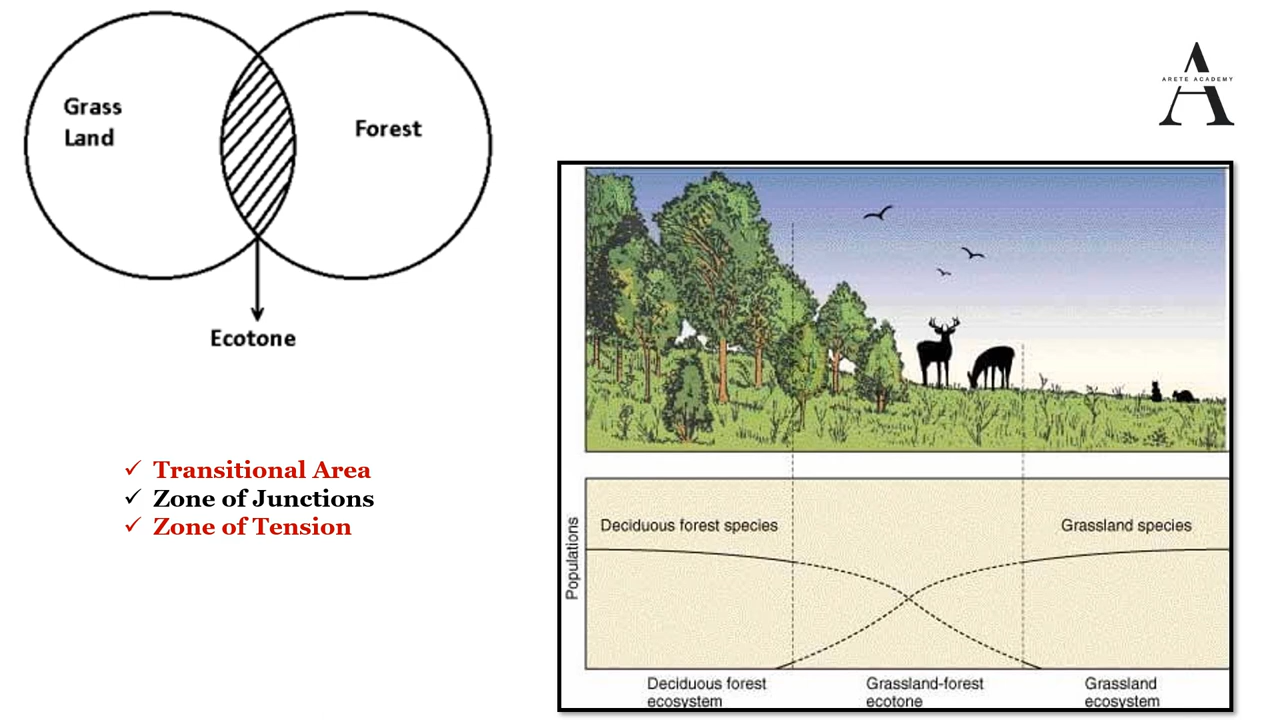 Grass
Land
Forest
Ecotone
ARETE ACADEMY
✓ Transitional Area
✓ Zone of Junctions
✓ Zone of Tension
Populations
Deciduous forest species
Grassland species
Deciduous forest
ecosystem
Grassland-forest
ecotone
Grassland
ecosystem